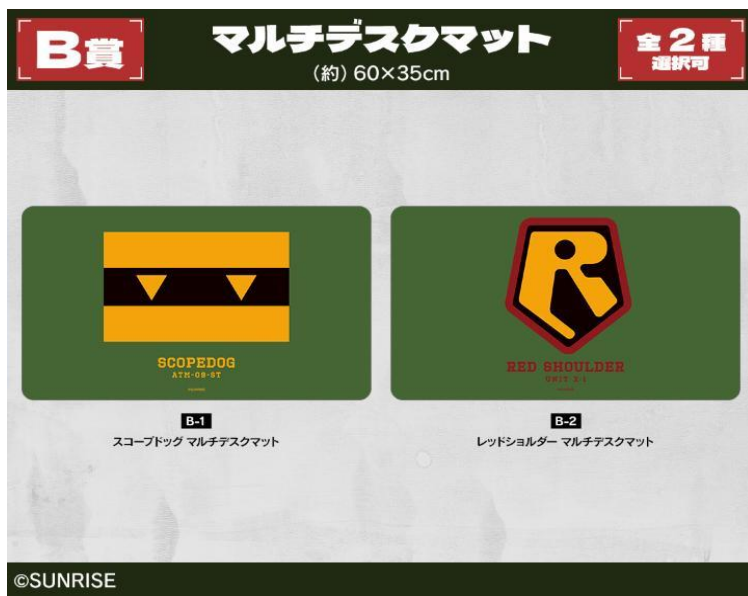 B賞
マルチデスクマット
(約) 60×35cm
全2種
選択可
SCOPEDOG
ATM-09-ST
B-1
スコープドッグ マルチデスクマット
R
RED SHOULDER
B-2
レッドショルダー マルチデスクマット
©SUNRISE